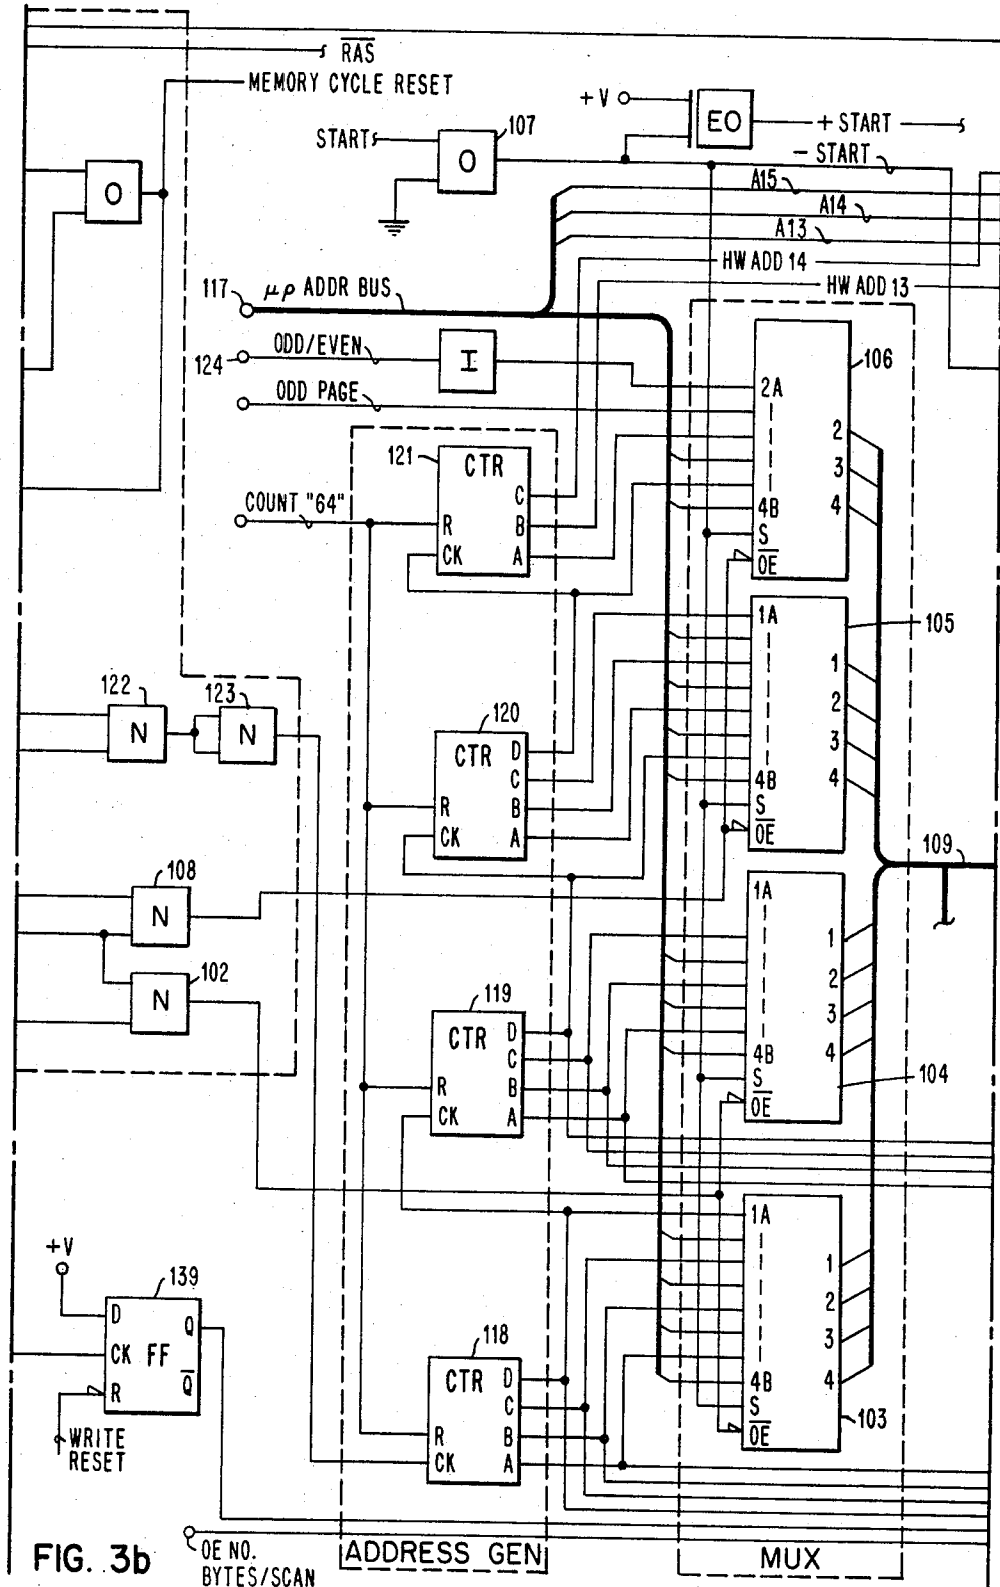 RAS
MEMORY CYCLE RESET
+V
EO
+ START
START
107
O
- START
O
A15
A14
A13
HW ADD 14
117
μp ADDR BUS
HW ADD 13
124
ODD/EVEN
I
106
2A
ODD PAGE
2
3
4
121
CTR
C
COUNT "64"
R
B
4B
CK
A
S
OE
1A
105
1
122
123
2
N
N
120
3
CTR
D
C
4
4B
R
B
S
CK
A
OE
109
108
N
1A
1
102
2
N
119
3
CTR
D
C
4
4B
R
B
S
104
CK
A
OE
1A
+V
139
1
D
Q
2
CK FF
118
3
R
Q
CTR
D
4
4B
C
S
103
WRITE
RESET
R
B
OE
CK
A
FIG. 3b
OE NO.
BYTES/SCAN
ADDRESS GEN
MUX